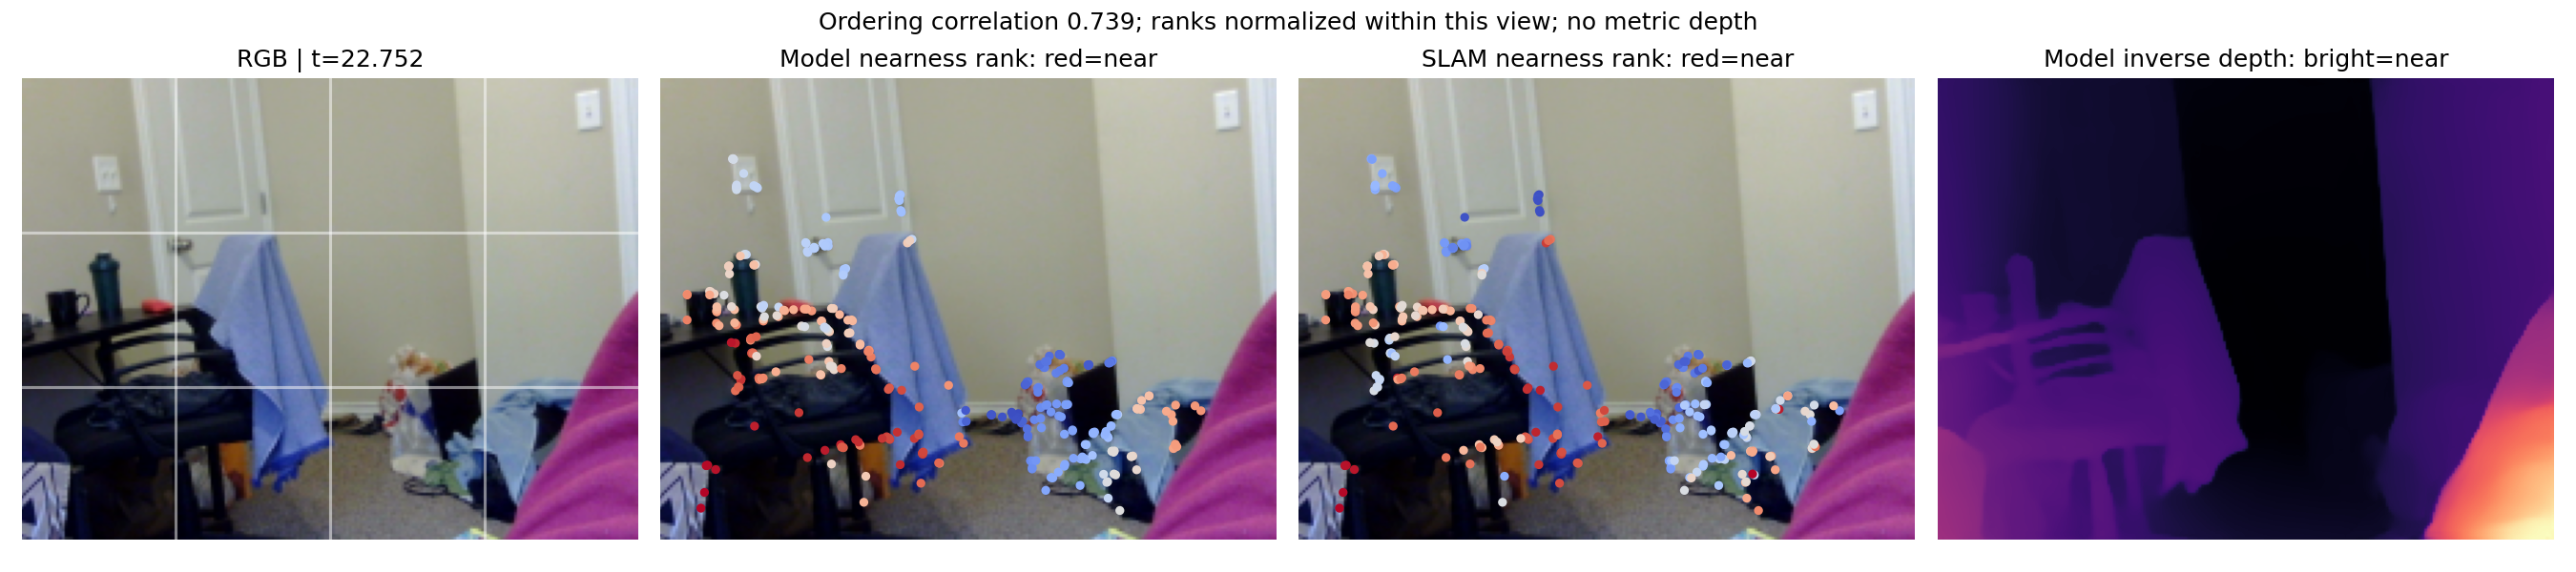 Ordering correlation 0.739; ranks normalized within this view; no metric depth
RGB | t=22.752
Model nearness rank: red=near
SLAM nearness rank: red=near
Model inverse depth: bright=near